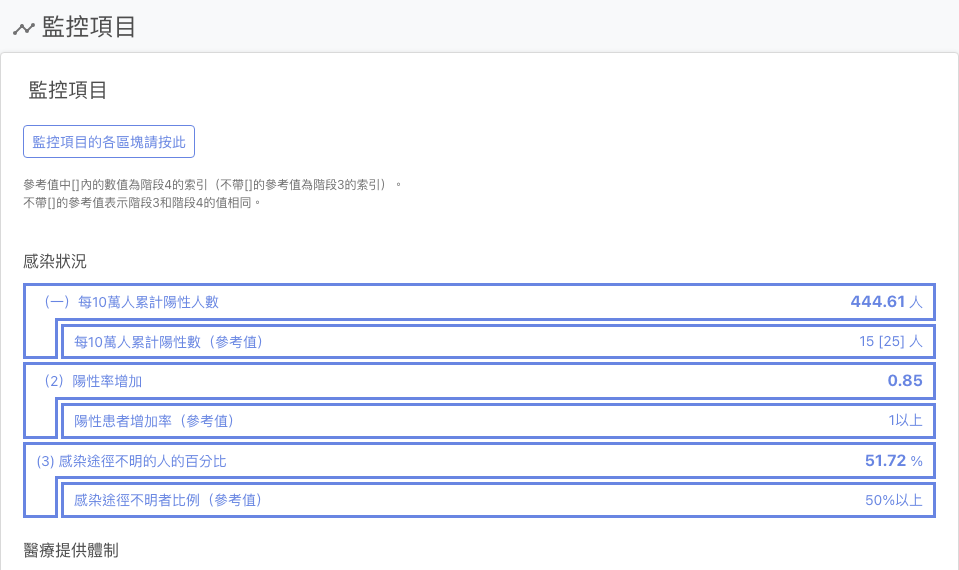 監控項目
監控項目
監控項目的各區塊請按此
參考值中[]內的數值為階段4的索引（不帶[]的參考值為階段3的索引）。
不帶[]的參考值表示階段3和階段4的值相同。
感染狀況
（一）每10萬人累計陽性人數 444.61 人
每10萬人累計陽性數（參考值） 15 [25] 人
（2）陽性率增加 0.85
陽性患者增加率（參考值） 1以上
(3) 感染途徑不明的人的百分比 51.72 %
感染途徑不明者比例（參考值） 50%以上
醫療提供體制